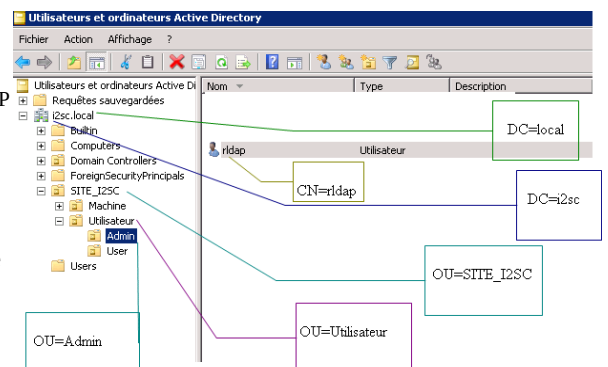 Utilisateurs et ordinateurs Active Directory
Fichier Action Affichage ?
Utilisateurs et ordinateurs Active Di
Nom Type Description
P
Requêtes sauvegardées
i2sc.local
Builtin
DC=local
Computers
rldap Utilisateur
Domain Controllers
ForeignSecurityPrincipals
CN=rldap
SITE_I2SC
DC=i2sc
Machine
Utilisateur
Admin
User
Users
OU=SITE_I2SC
OU=Utilisateur
OU=Admin